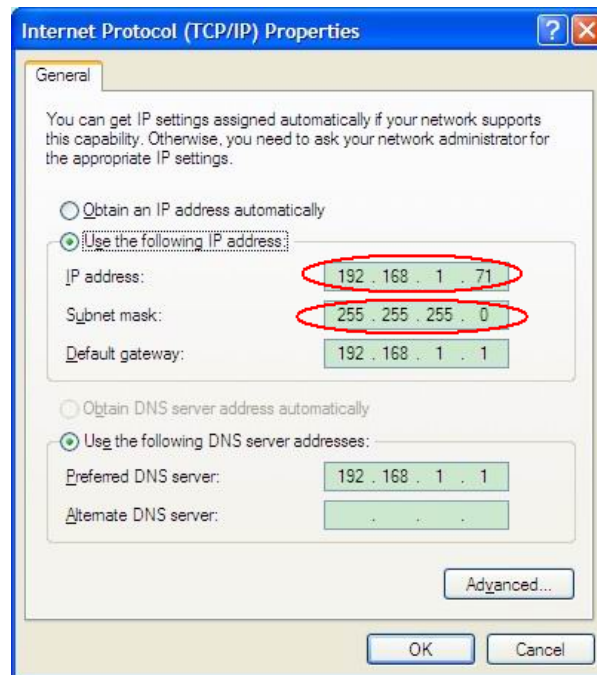 Internet Protocol (TCP/IP) Properties
General
You can get IP settings assigned automatically if your network supports
this capability. Otherwise, you need to ask your network administrator for
the appropriate IP settings.
Obtain an IP address automatically
Use the following IP address:
IP address: 192 . 168 . 1 . 71
Subnet mask: 255 . 255 . 255 . 0
Default gateway: 192 . 168 . 1 . 1
Obtain DNS server address automatically
Use the following DNS server addresses:
Preferred DNS server: 192 . 168 . 1 . 1
Alternate DNS server: . . .
Advanced...
OK Cancel